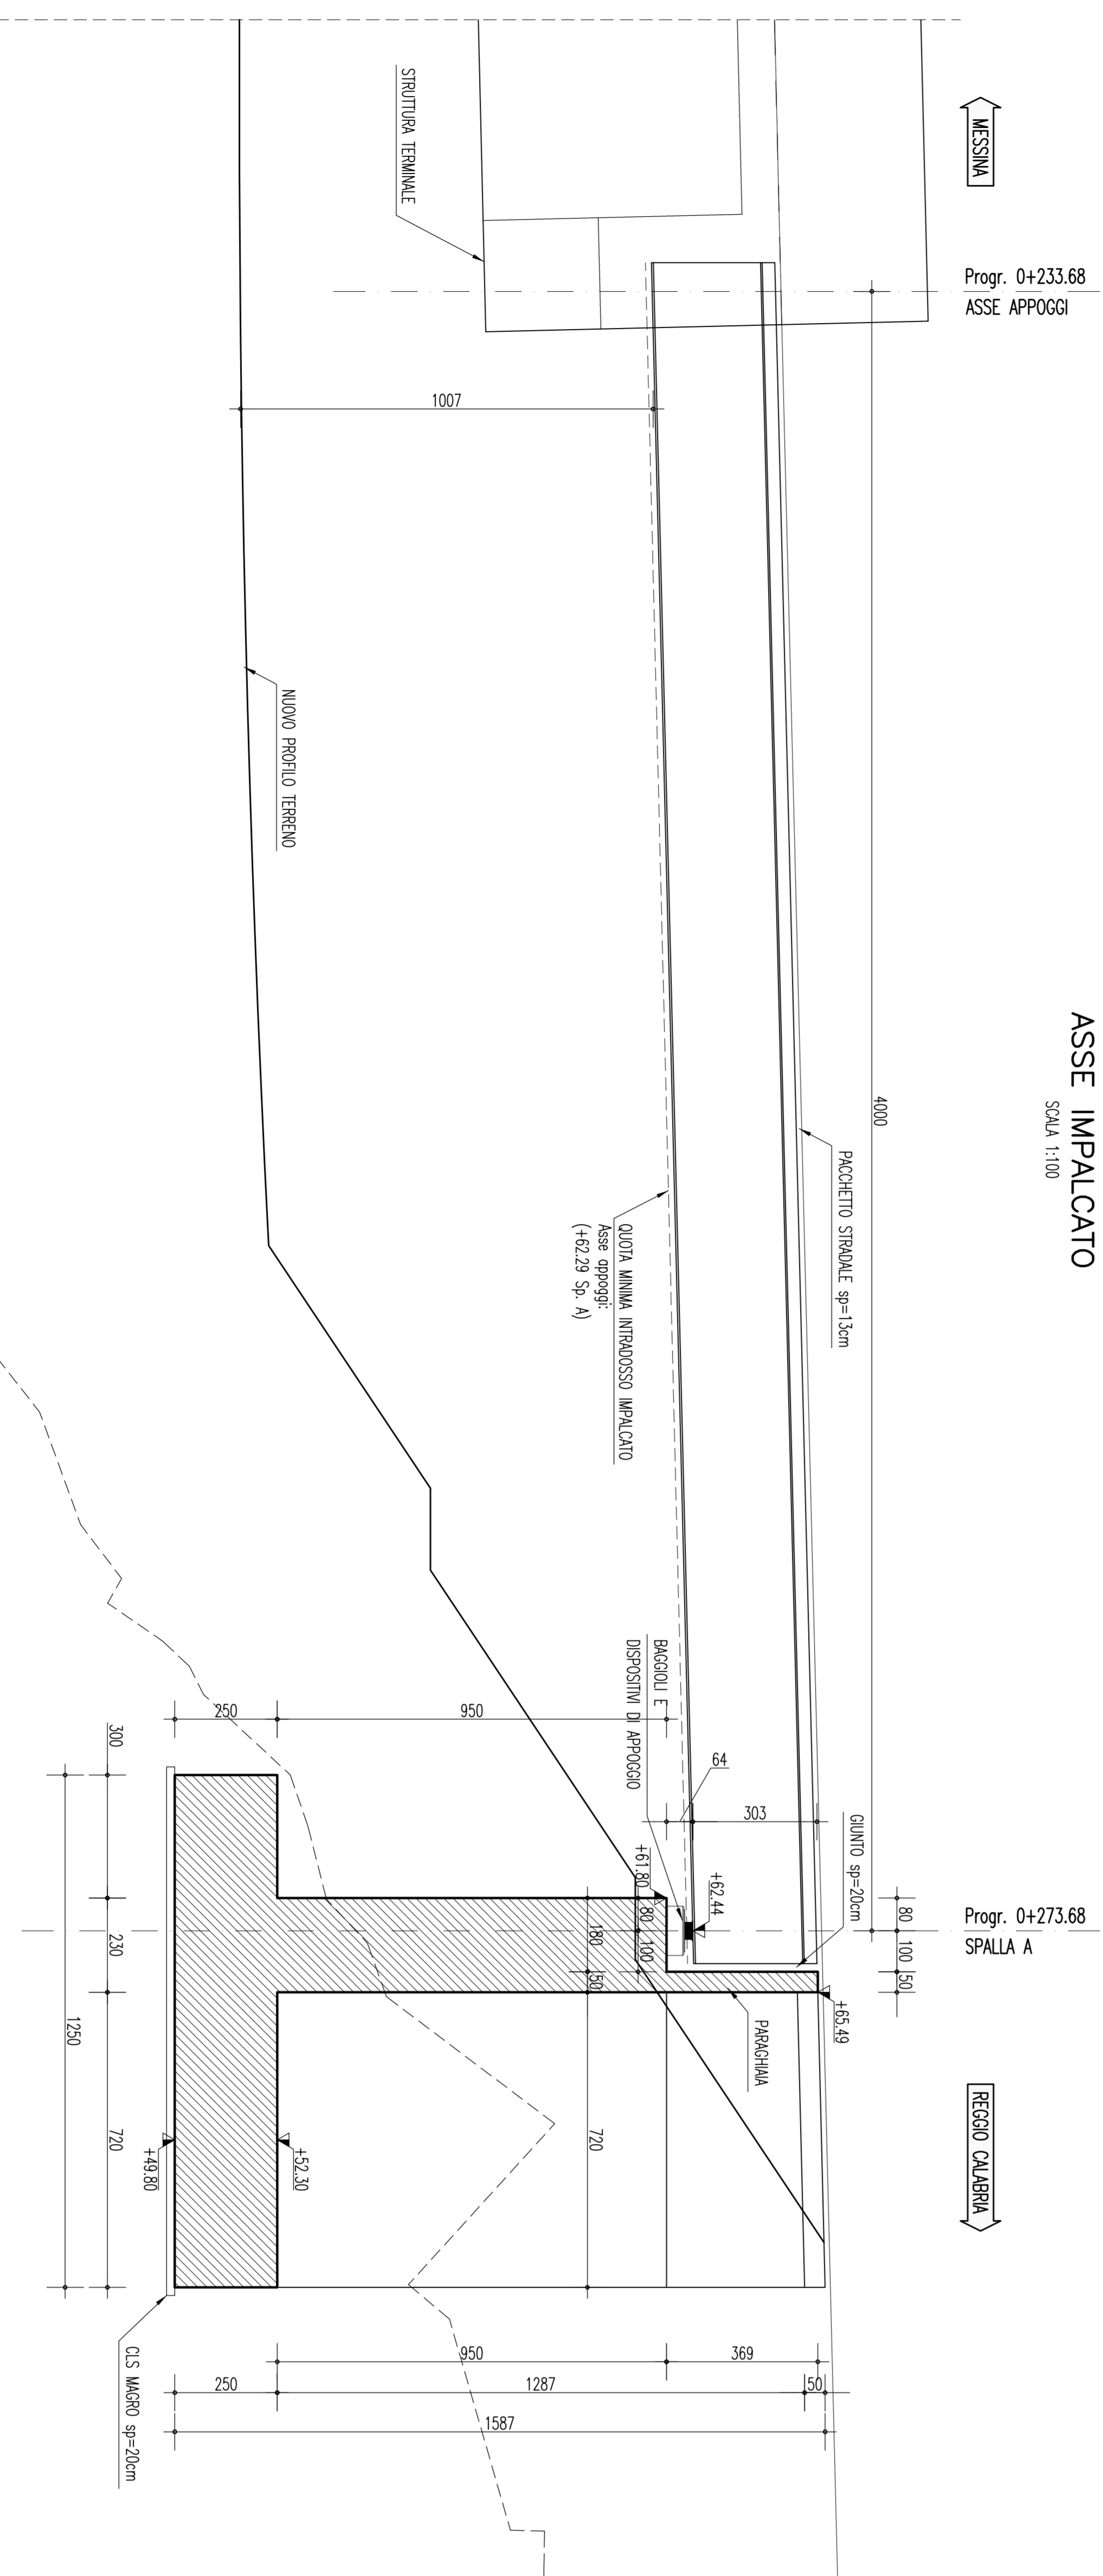 ASSE IMPALCATO
SCALA 1:100
MESSINA
REGGIO CALABRIA
Progr. 0+233.68
ASSE APPOGGI
Progr. 0+273.68
SPALLA A
80
100
50
4000
PACCHETTO STRADALE sp=13cm
GIUNTO sp=20cm
+65.49
303
64
+62.44
PARAGHIAIA
QUOTA MINIMA INTRADOSSO IMPALCATO
Asse appoggi:
(+62.29 Sp. A)
BAGGIOLI E
DISPOSITIVI DI APPOGGIO
+61.80
80
100
180
50
720
STRUTTURA TERMINALE
1007
NUOVO PROFILO TERRENO
250
950
+52.30
+49.80
300
230
720
1250
CLS MAGRO sp=20cm
950
369
250
1287
50
1587